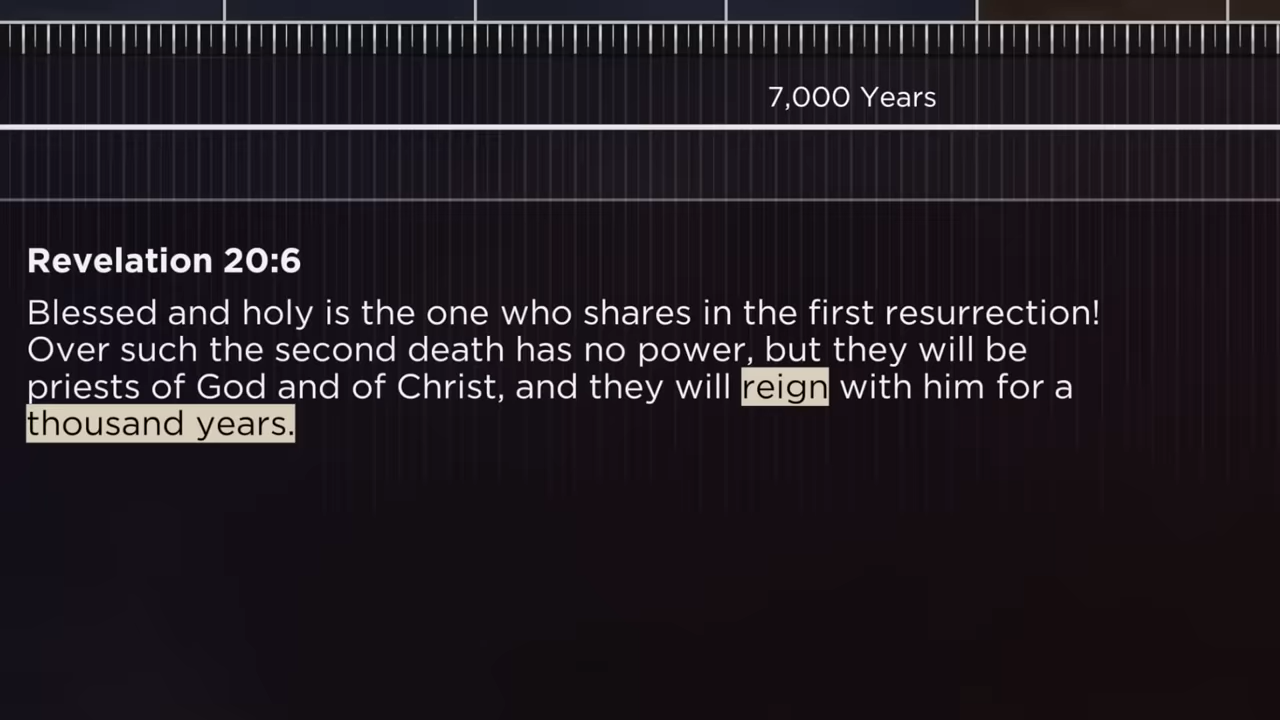 7,000 Years
Revelation 20:6
Blessed and holy is the one who shares in the first resurrection!
Over such the second death has no power, but they will be
priests of God and of Christ, and they will reign with him for a
thousand years.